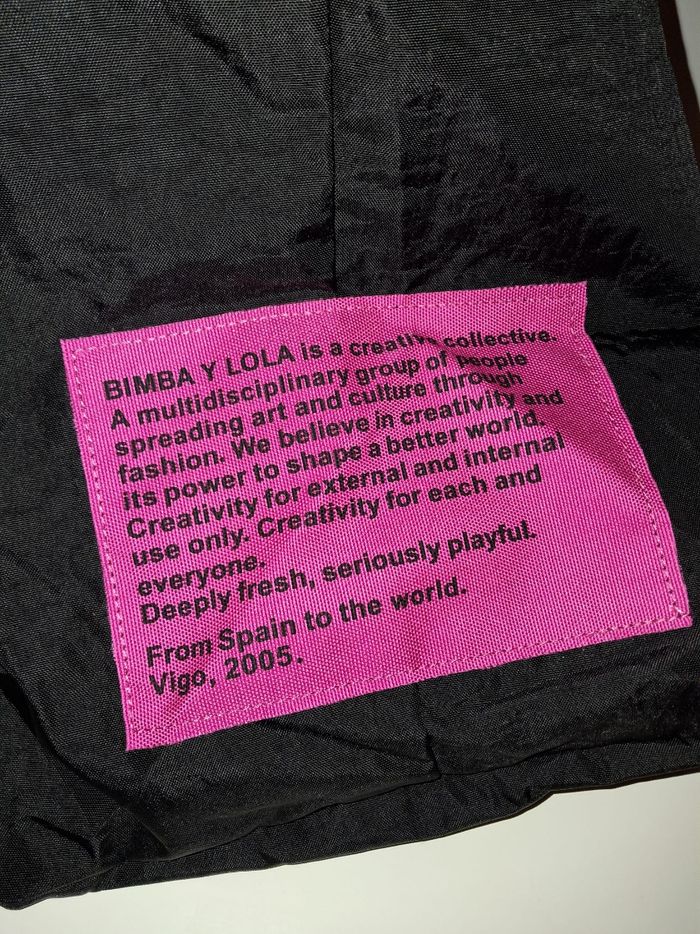 BIMBA Y LOLA is a creative collective.
A multidisciplinary group of people
spreading art and culture through
fashion. We believe in creativity and
its power to shape a better world.
Creativity for external and internal
use only. Creativity for each and
everyone.
Deeply fresh, seriously playful.
From Spain to the world.
Vigo, 2005.